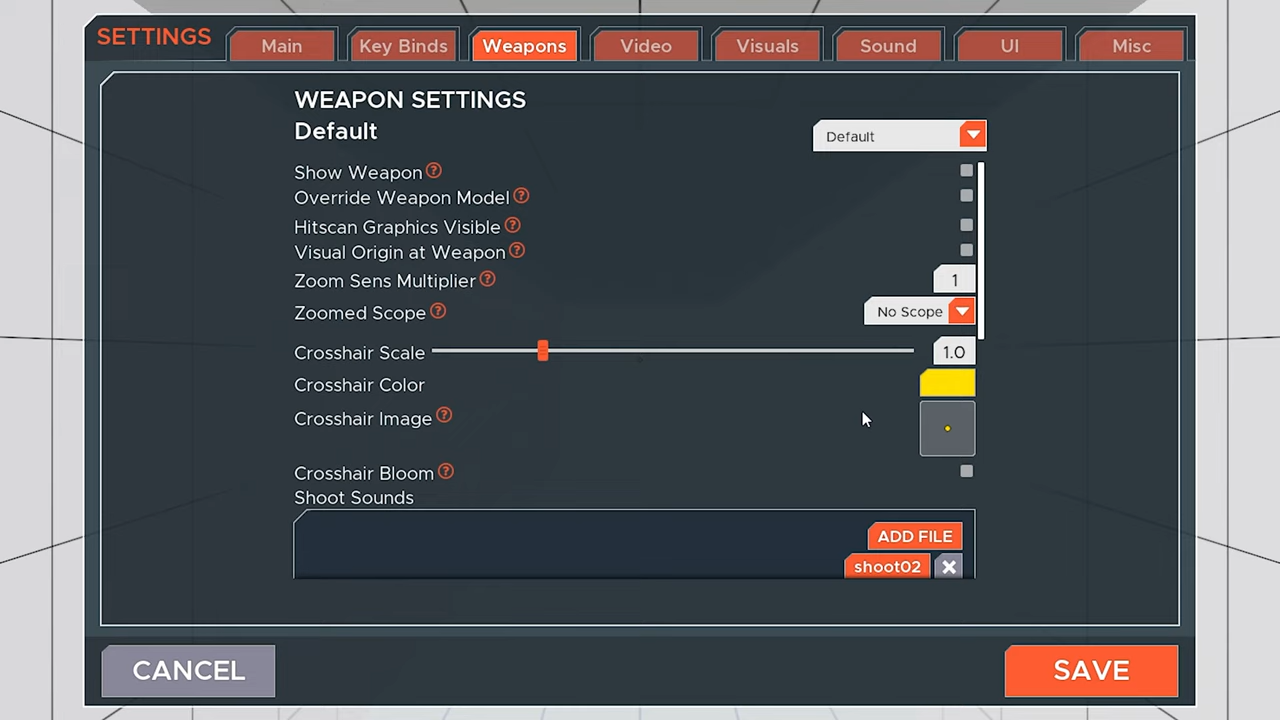 SETTINGS
Main
Key Binds
Weapons
Video
Visuals
Sound
UI
Misc
WEAPON SETTINGS
Default
Default
Show Weapon ?
Override Weapon Model ?
Hitscan Graphics Visible ?
Visual Origin at Weapon ?
Zoom Sens Multiplier ? 1
Zoomed Scope ? No Scope
Crosshair Scale 1.0
Crosshair Color
Crosshair Image ?
Crosshair Bloom ?
Shoot Sounds
ADD FILE
shoot02
CANCEL
SAVE